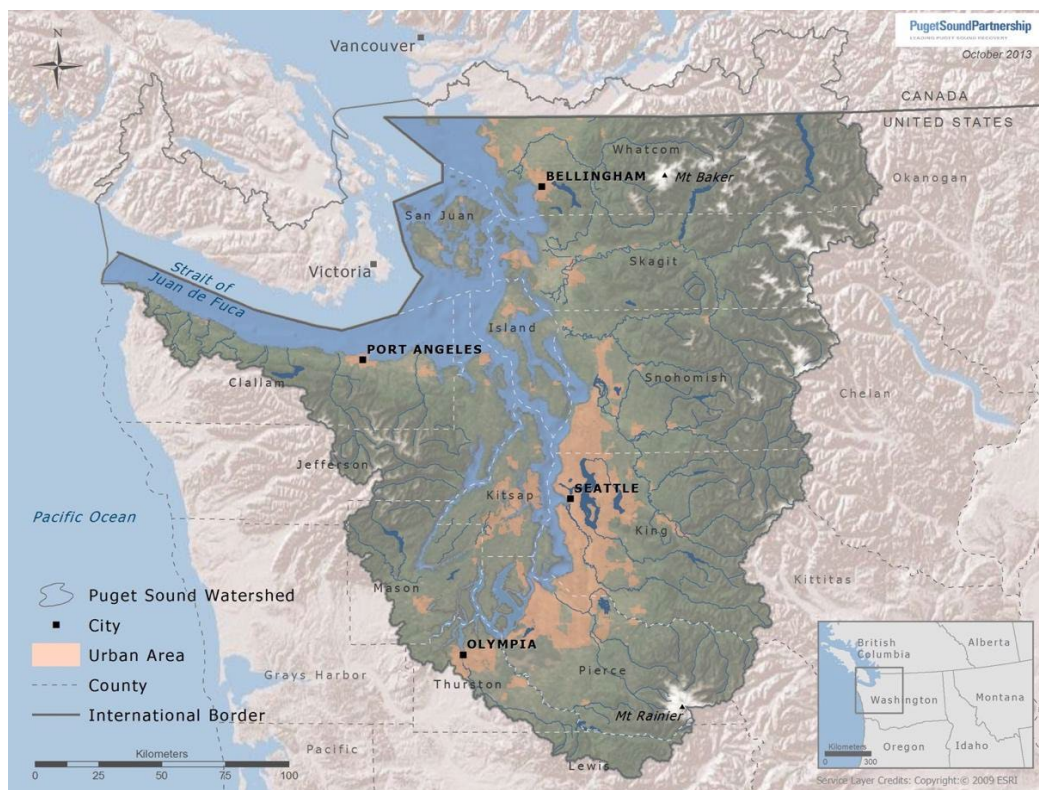 PugetSoundPartnership
LEADING PUGET SOUND RECOVERY
October 2013
N
Vancouver
CANADA
UNITED STATES
Whatcom
Okanogan
BELLINGHAM
Mt Baker
San Juan
Skagit
Victoria
Strait of
Juan de Fuca
Island
PORT ANGELES
Clallam
Snohomish
Chelan
Jefferson
Kitsap
SEATTLE
King
Pacific Ocean
Mason
Kittitas
OLYMPIA
Grays Harbor
Thurston
Pierce
Mt Rainier
Pacific
Lewis
Puget Sound Watershed
City
Urban Area
County
International Border
Kilometers
0 25 50 100
British
Columbia
Alberta
Washington
Montana
Oregon
Idaho
Kilometers
0 300
Service Layer Credits: Copyright:© 2009 ESRI